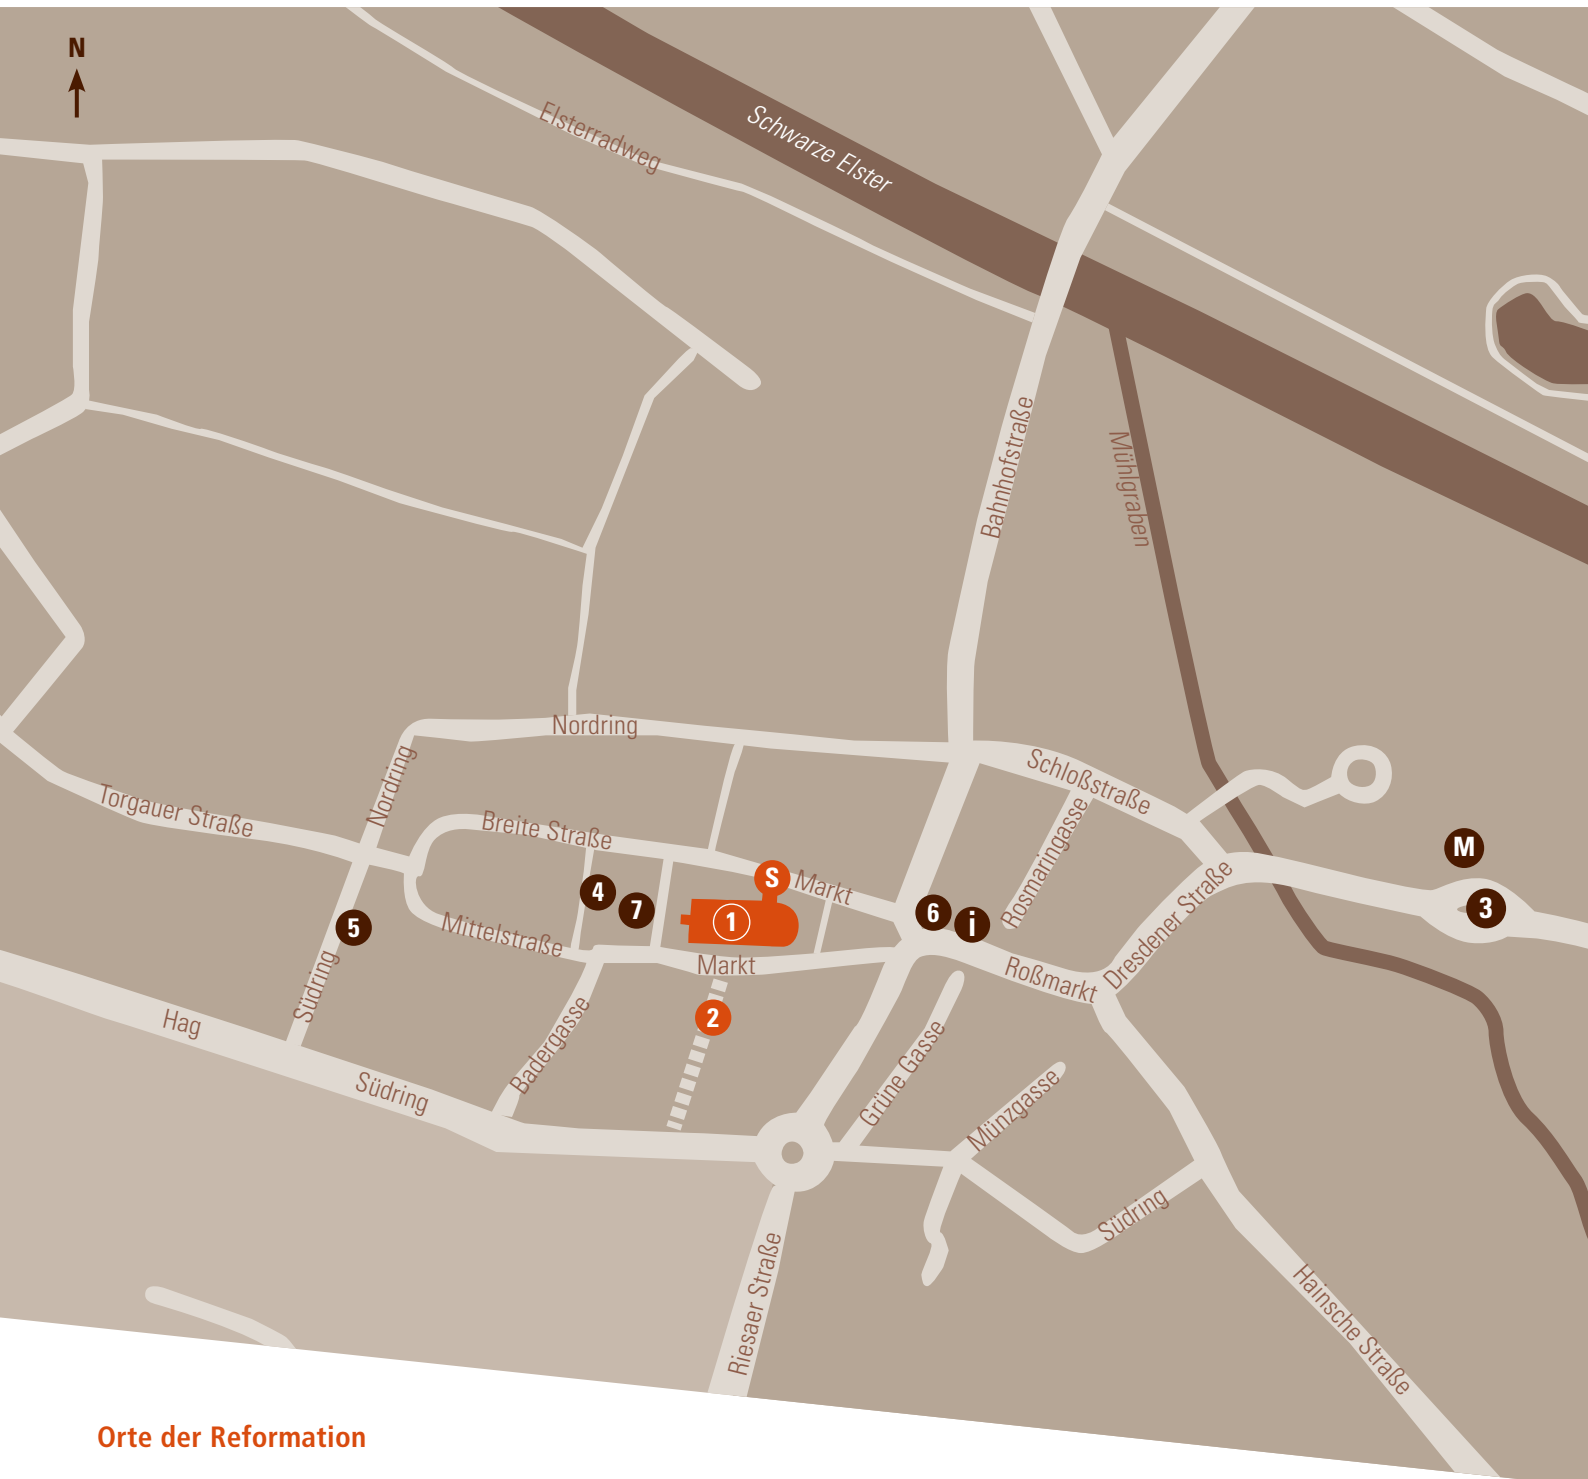 N
Elsterradweg
Schwarze Elster
Bahnhofstraße
Mühlgraben
Nordring
Nordring
Schloßstraße
Torgauer Straße
Breite Straße
Rosmaringasse
M
S
Markt
4
7
1
6
i
3
5
Mittelstraße
Dresdener Straße
Markt
Roßmarkt
Südring
Hag
2
Badergasse
Grüne Gasse
Südring
Münzgasse
Südring
Riesaer Straße
Hainsche Straße
Orte der Reformation